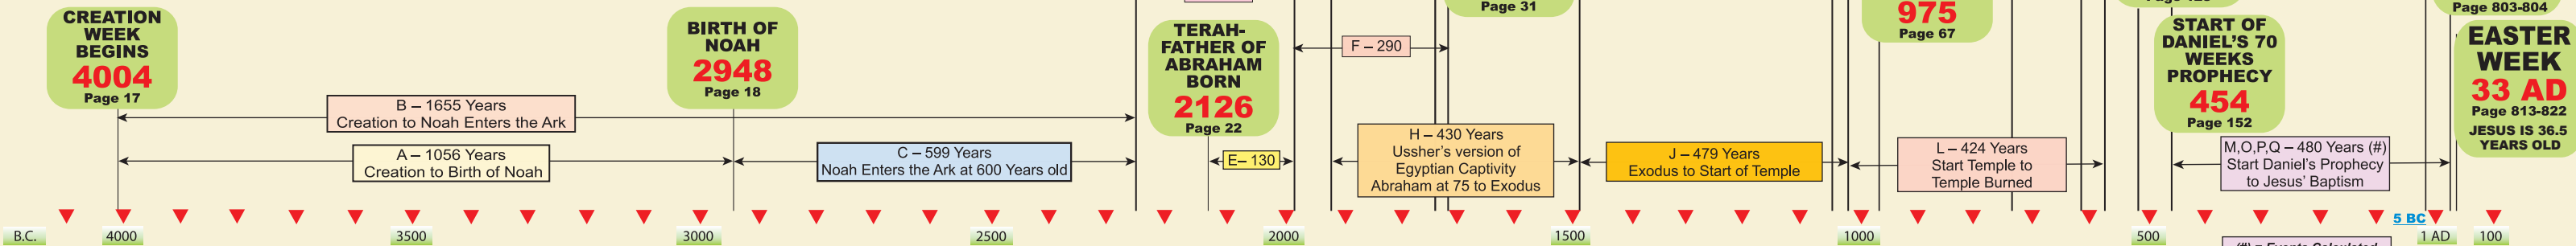 CREATION
WEEK
BEGINS
4004
Page 17
BIRTH OF
NOAH
2948
Page 18
TERAH-
FATHER OF
ABRAHAM
BORN
2126
Page 22
Page 31
F – 290
975
Page 67
START OF
DANIEL'S 70
WEEKS
PROPHECY
454
Page 152
Page 803-804
EASTER
WEEK
33 AD
Page 813-822
JESUS IS 36.5
YEARS OLD
B – 1655 Years
Creation to Noah Enters the Ark
A – 1056 Years
Creation to Birth of Noah
C – 599 Years
Noah Enters the Ark at 600 Years old
E– 130
H – 430 Years
Ussher's version of
Egyptian Captivity
Abraham at 75 to Exodus
J – 479 Years
Exodus to Start of Temple
L – 424 Years
Start Temple to
Temple Burned
M,O,P,Q – 480 Years (#)
Start Daniel's Prophecy
to Jesus' Baptism
5 BC
B.C. 4000 3500 3000 2500 2000 1500 1000 500 1 AD 100